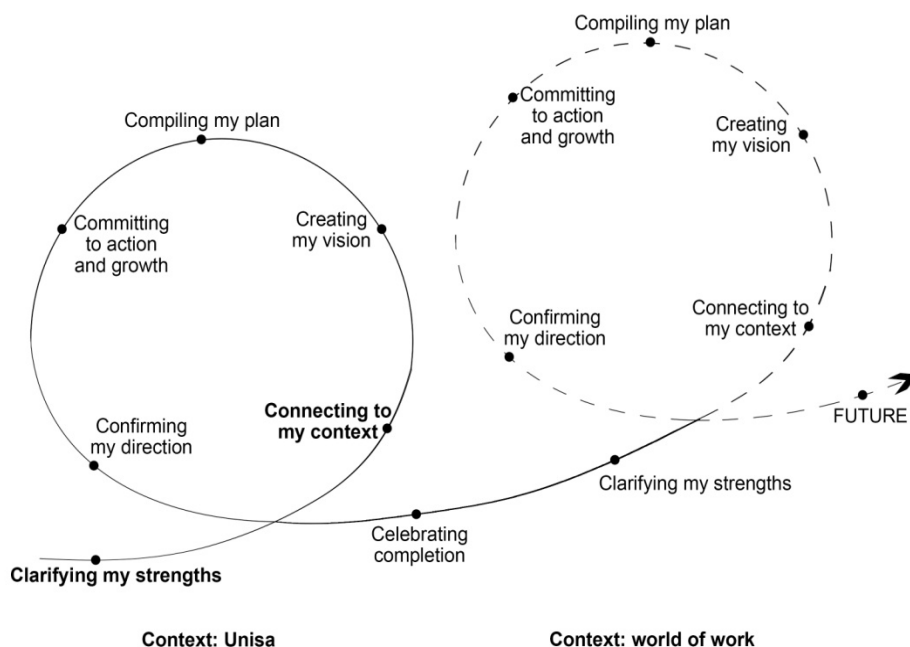 Compiling my plan
Committing
to action
and growth
Creating
my vision
Confirming
my direction
Connecting to
my context
Clarifying my strengths
Celebrating
completion
Compiling my plan
Committing
to action
and growth
Creating
my vision
Confirming
my direction
Connecting to
my context
FUTURE
Clarifying my strengths
Context: Unisa
Context: world of work